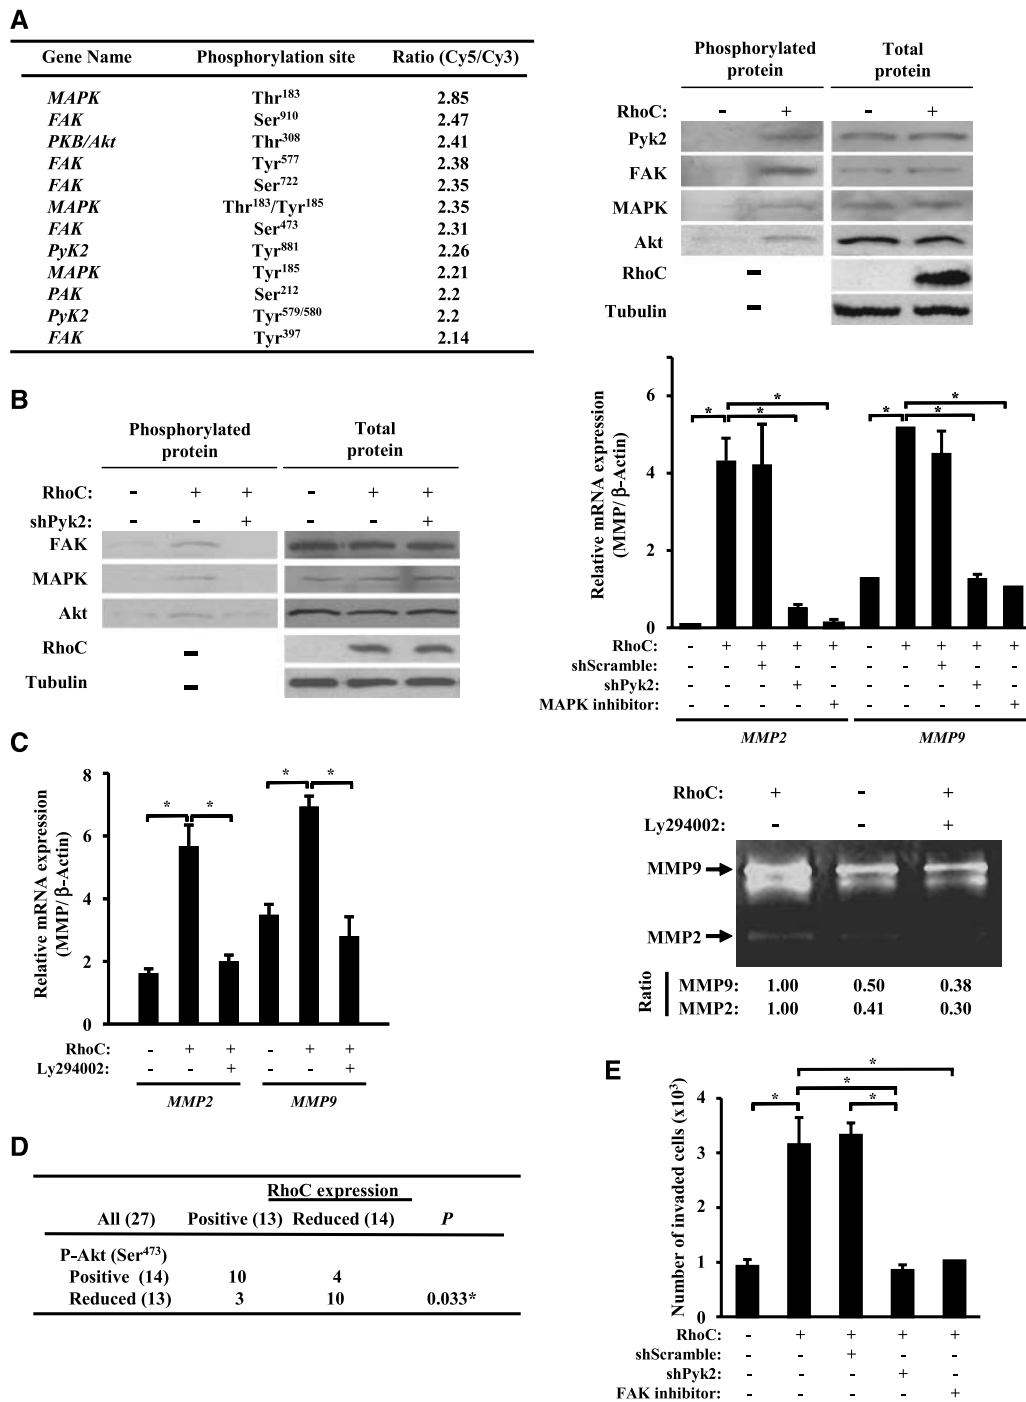 A
Gene Name Phosphorylation site Ratio (Cy5/Cy3)
MAPK Thr183 2.85
FAK Ser910 2.47
PKB/Akt Thr308 2.41
FAK Tyr577 2.38
FAK Ser722 2.35
MAPK Thr183/Tyr185 2.35
FAK Ser473 2.31
PyK2 Tyr881 2.26
MAPK Tyr185 2.21
PAK Ser212 2.2
PyK2 Tyr579/580 2.2
FAK Tyr397 2.14
Phosphorylated protein
Total protein
RhoC: - + - +
Pyk2
FAK
MAPK
Akt
RhoC -
Tubulin -
B
Phosphorylated protein
Total protein
RhoC: - + + - + +
shPyk2: - - + - - +
FAK
MAPK
Akt
RhoC -
Tubulin -
Relative mRNA expression
(MMP/ β-Actin)
6
4
2
0
* * * * * *
RhoC: - + + + + - + + + +
shScramble: - - + - - - - + - -
shPyk2: - - - + - - - - + -
MAPK inhibitor: - - - - + - - - - +
MMP2 MMP9
C
Relative mRNA expression
(MMP/ β-Actin)
8
6
4
2
0
* * * *
RhoC: - + + - + +
Ly294002: - - + - - +
MMP2 MMP9
RhoC: + - +
Ly294002: - - +
MMP9
MMP2
Ratio
MMP9: 1.00 0.50 0.38
MMP2: 1.00 0.41 0.30
D
RhoC expression
All (27) Positive (13) Reduced (14) P
P-Akt (Ser473)
Positive (14) 10 4
Reduced (13) 3 10 0.033*
E
Number of invaded cells (x103)
4
3
2
1
0
* * * *
RhoC: - + + + +
shScramble: - - + - -
shPyk2: - - - + -
FAK inhibitor: - - - - +